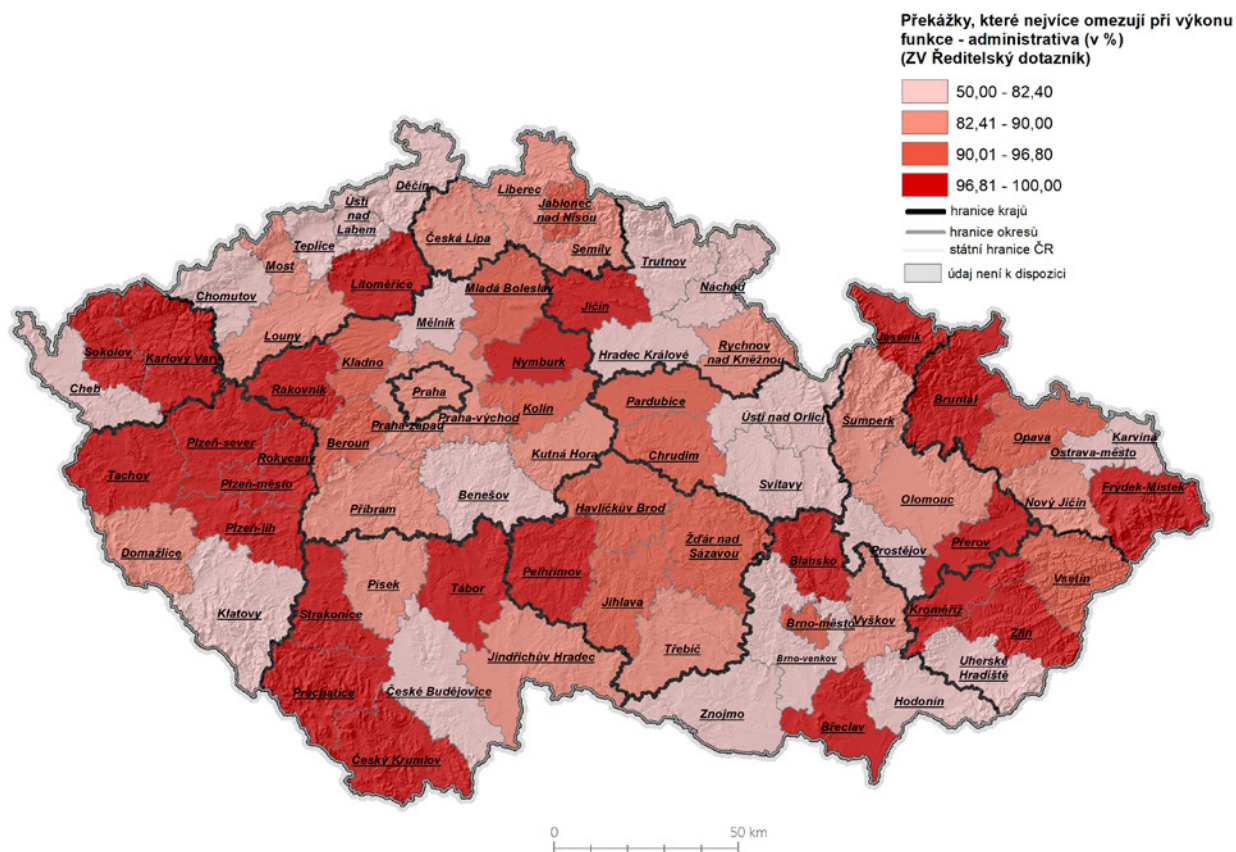 Překážky, které nejvíce omezují při výkonu
funkce - administrativa (v %)
(ZV Ředitelský dotazník)
50,00 - 82,40
82,41 - 90,00
90,01 - 96,80
96,81 - 100,00
hranice krajů
hranice okresů
státní hranice ČR
údaj není k dispozici
Děčín
Ústí
nad
Labem
Teplice
Most
Chomutov
Litoměřice
Louny
Liberec
Jablonec
nad Nisou
Česká Lípa
Semily
Trutnov
Náchod
Jičín
Mladá Boleslav
Mělník
Hradec Králové
Rychnov
nad Kněžnou
Sokolov
Karlovy Vary
Cheb
Rakovník
Kladno
Nymburk
Praha
Praha-východ
Praha-západ
Kolín
Beroun
Kutná Hora
Benešov
Příbram
Pardubice
Chrudim
Ústí nad Orlicí
Svitavy
Jeseník
Bruntál
Šumperk
Opava
Karviná
Ostrava-město
Frýdek-Místek
Nový Jičín
Olomouc
Přerov
Prostějov
Plzeň-sever
Rokycany
Tachov
Plzeň-město
Plzeň-jih
Domažlice
Klatovy
Havlíčkův Brod
Žďár nad
Sázavou
Pelhřimov
Jihlava
Třebíč
Písek
Tábor
Strakonice
Jindřichův Hradec
Prachatice
České Budějovice
Český Krumlov
Blansko
Brno-město
Vyškov
Brno-venkov
Znojmo
Břeclav
Hodonín
Kroměříž
Zlín
Vsetín
Uherské
Hradiště
0
50 km